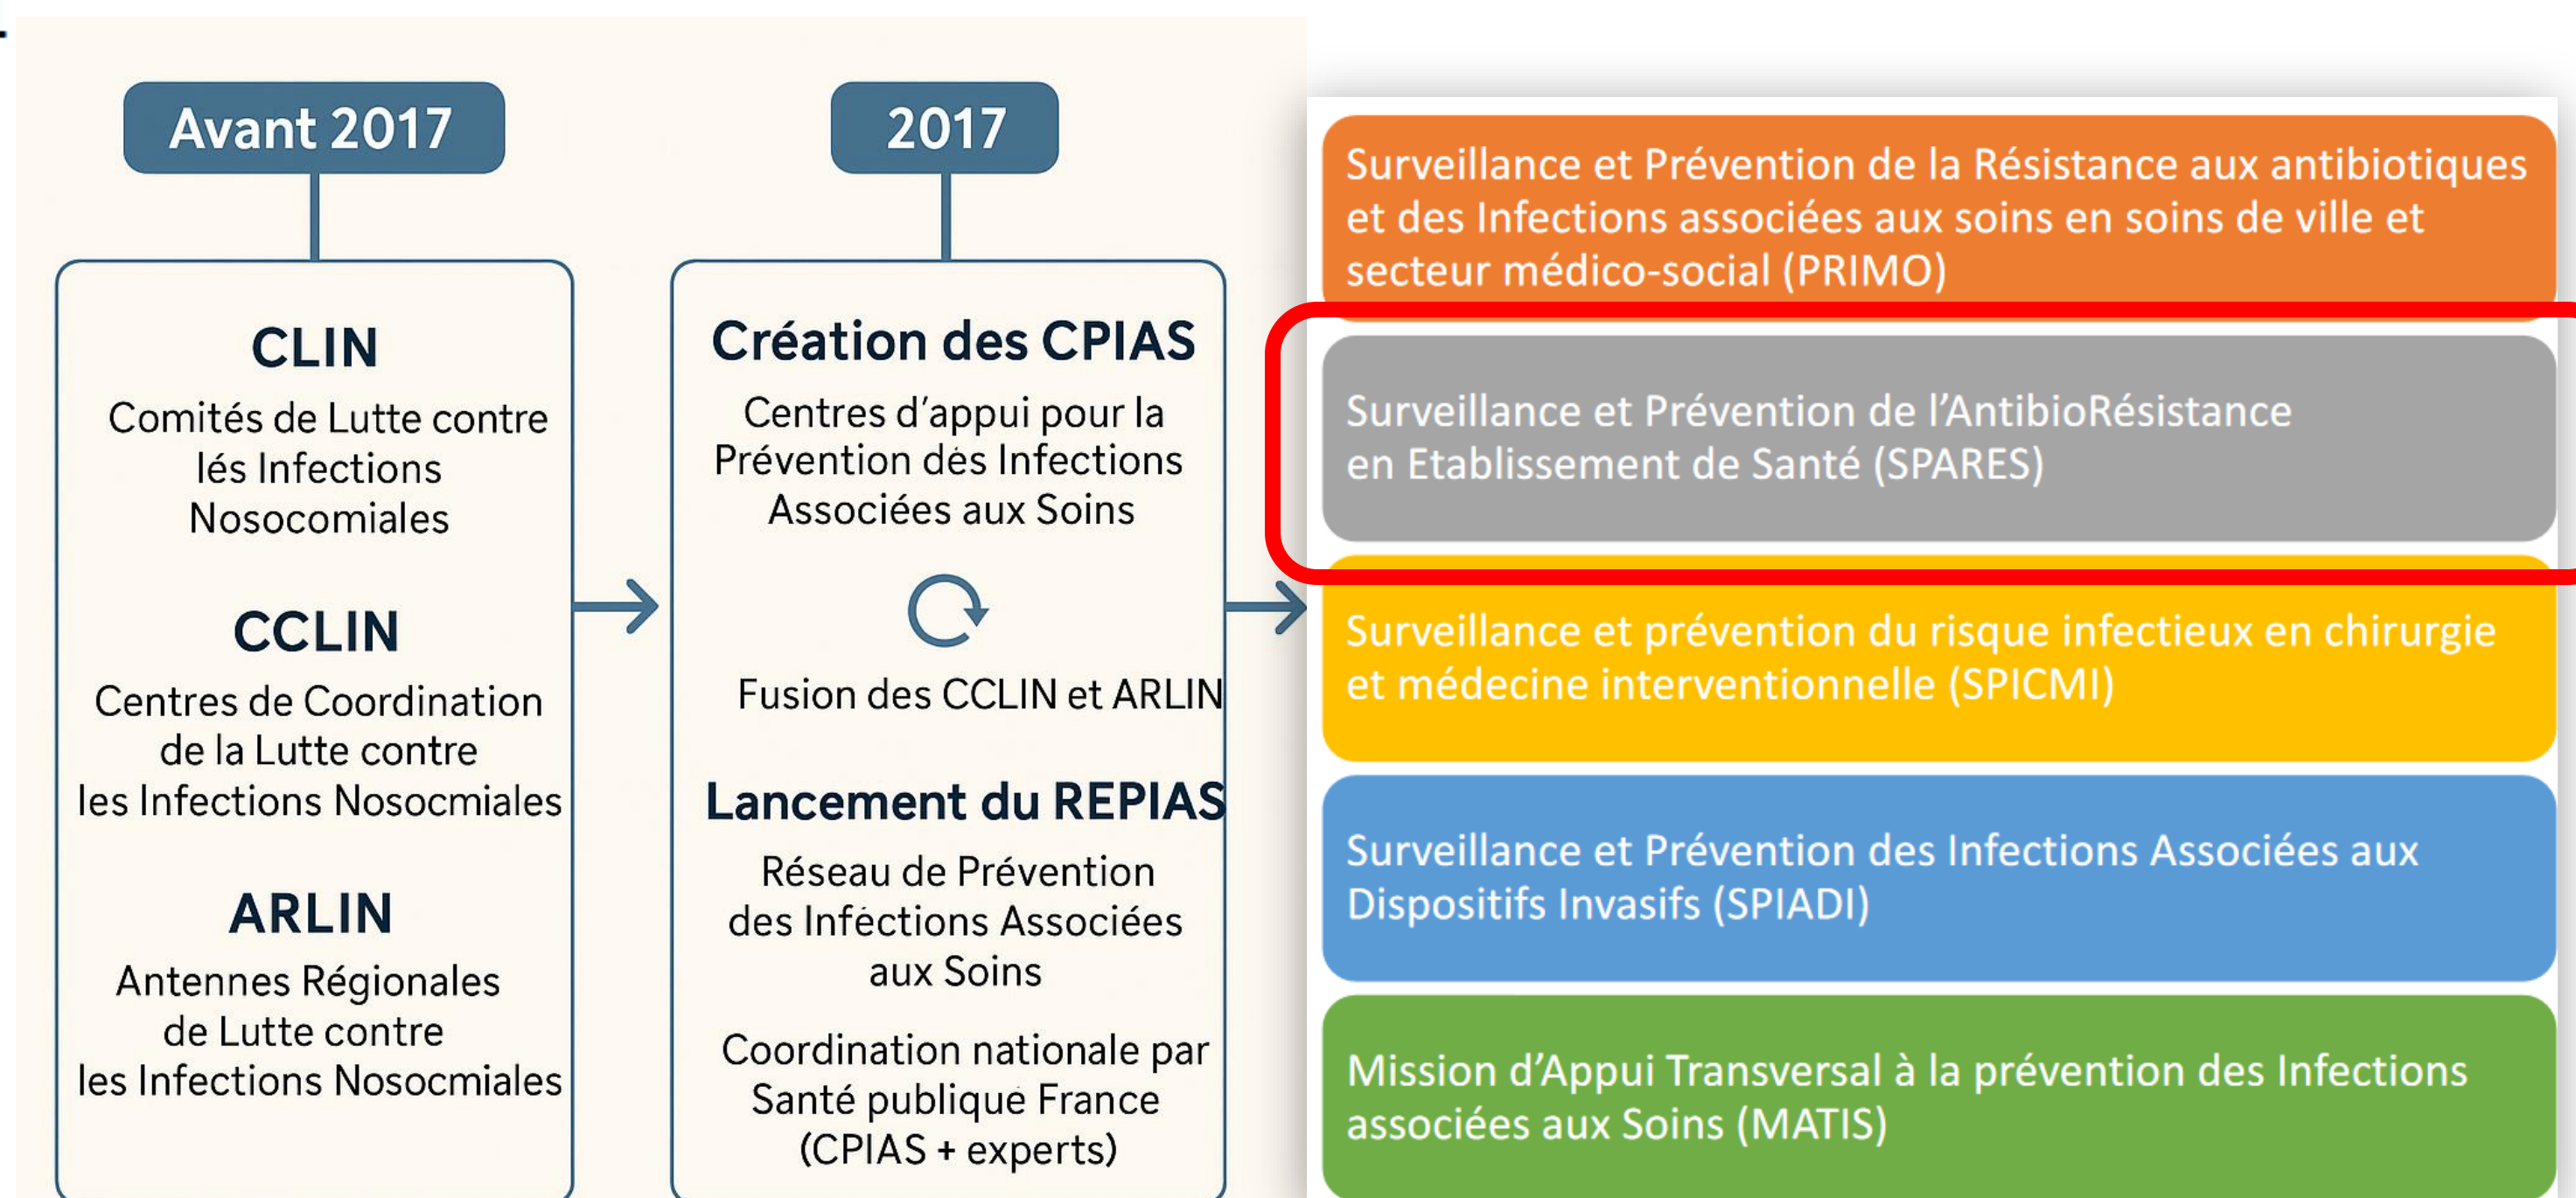 Avant 2017
CLIN
Comités de Lutte contre
lés Infections
Nosocomiales
CCLIN
Centres de Coordination
de la Lutte contre
les Infections Nosocmiales
ARLIN
Antennes Régionales
de Lutte contre
les Infections Nosocmiales
2017
Création des CPIAS
Centres d'appui pour la
Prévention dės Infections
Associées aux Soins
Fusion des CCLIN et ARLIN
Lancement du REPIAS
Réseau de Prévention
des Infėctions Associées
aux Soins
Coordination nationale par
Santé publiquė France
(CPIAS + experts)
Surveillance et Prévention de la Résistance aux antibiotiques
et des Infections associées aux soins en soins de ville et
secteur médico-social (PRIMO)
Surveillance et Prévention de l'AntibioRésistance
en Etablissement de Santé (SPARES)
Surveillance et prévention du risque infectieux en chirurgie
et médecine interventionnelle (SPICMI)
Surveillance et Prévention des Infections Associées aux
Dispositifs Invasifs (SPIADI)
Mission d'Appui Transversal à la prévention des Infections
associées aux Soins (MATIS)